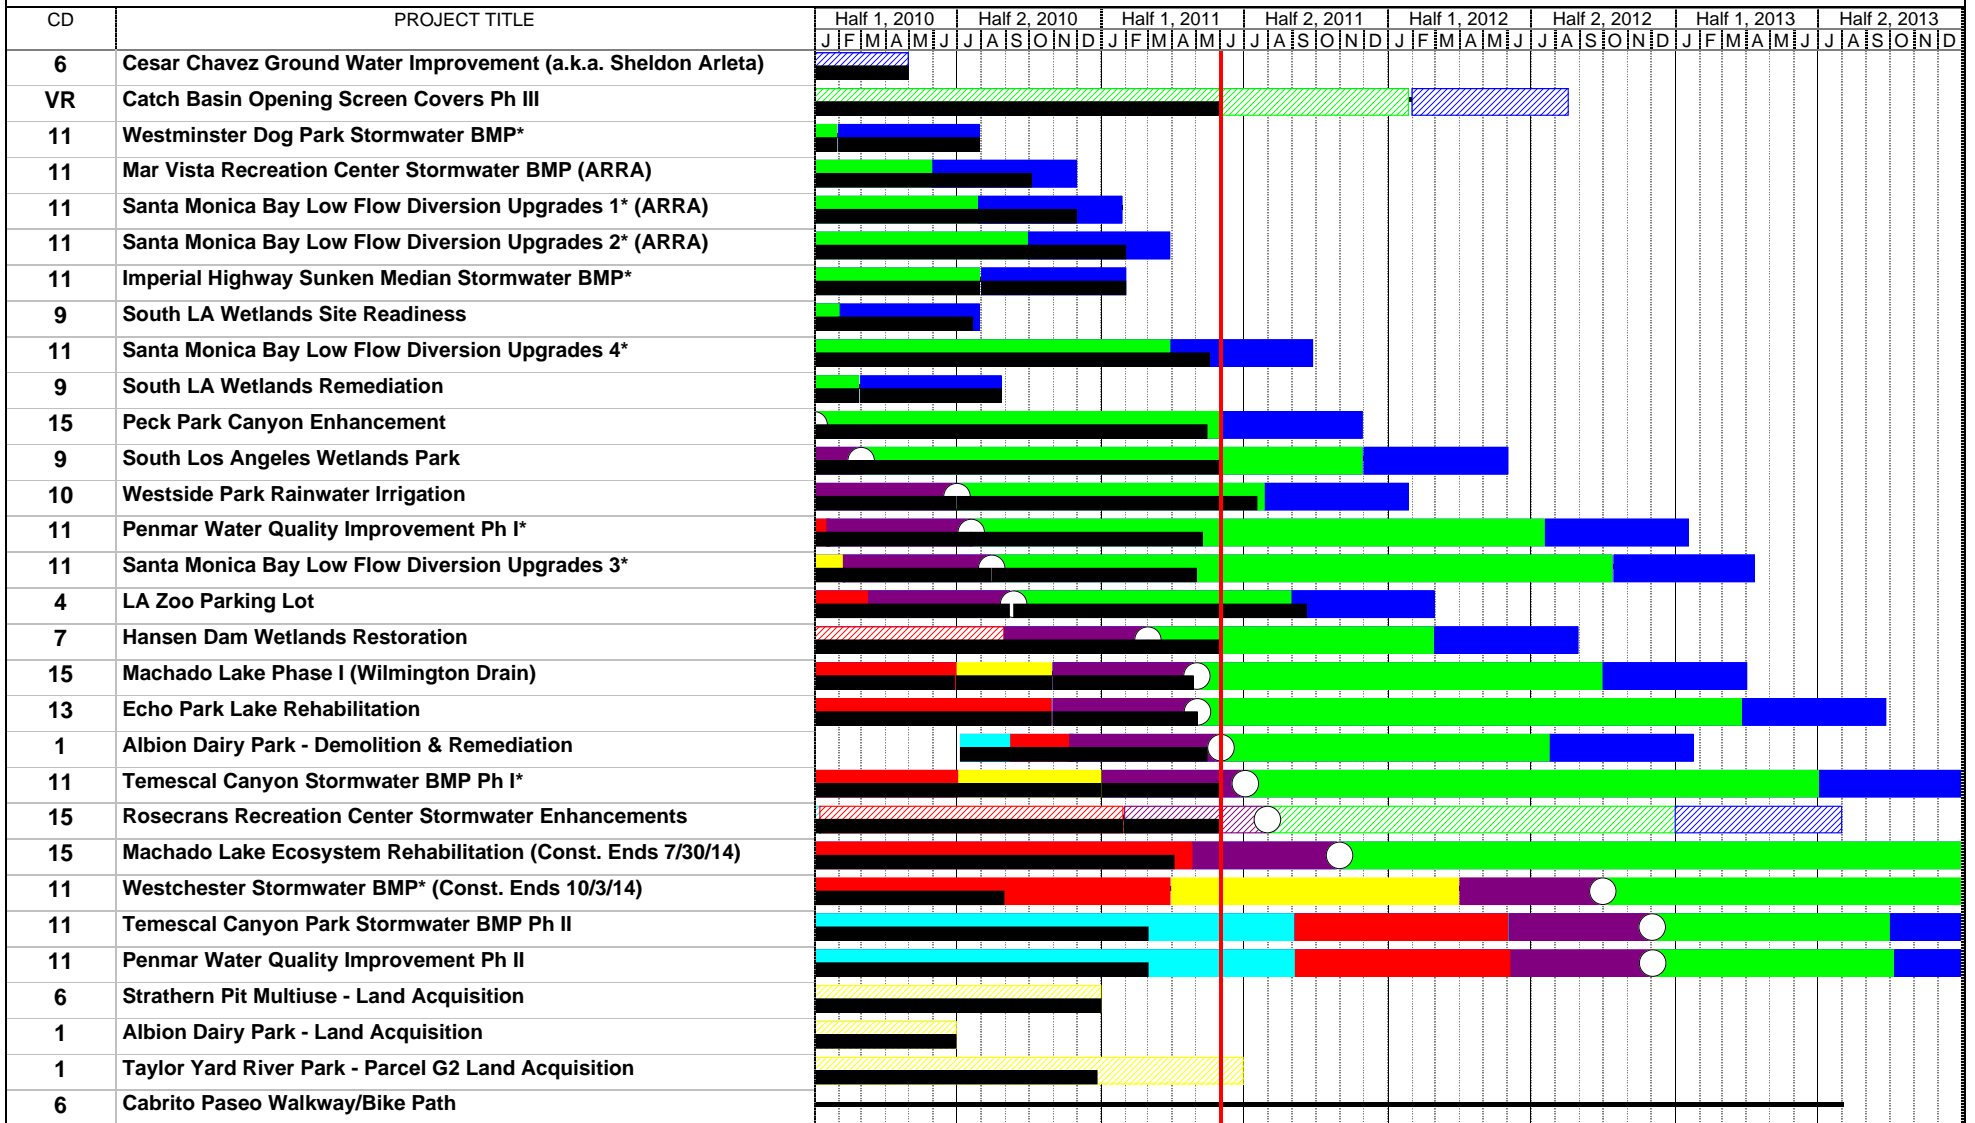 CD PROJECT TITLE Half 1, 2010 Half 2, 2010 Half 1, 2011 Half 2, 2011 Half 1, 2012 Half 2, 2012 Half 1, 2013 Half 2, 2013
J F M A M J J A S O N D J F M A M J J A S O N D J F M A M J J A S O N D J F M A M J J A S O N D
6 Cesar Chavez Ground Water Improvement (a.k.a. Sheldon Arleta)
VR Catch Basin Opening Screen Covers Ph III
11 Westminster Dog Park Stormwater BMP*
11 Mar Vista Recreation Center Stormwater BMP (ARRA)
11 Santa Monica Bay Low Flow Diversion Upgrades 1* (ARRA)
11 Santa Monica Bay Low Flow Diversion Upgrades 2* (ARRA)
11 Imperial Highway Sunken Median Stormwater BMP*
9 South LA Wetlands Site Readiness
11 Santa Monica Bay Low Flow Diversion Upgrades 4*
9 South LA Wetlands Remediation
15 Peck Park Canyon Enhancement
9 South Los Angeles Wetlands Park
10 Westside Park Rainwater Irrigation
11 Penmar Water Quality Improvement Ph I*
11 Santa Monica Bay Low Flow Diversion Upgrades 3*
4 LA Zoo Parking Lot
7 Hansen Dam Wetlands Restoration
15 Machado Lake Phase I (Wilmington Drain)
13 Echo Park Lake Rehabilitation
1 Albion Dairy Park - Demolition & Remediation
11 Temescal Canyon Stormwater BMP Ph I*
15 Rosecrans Recreation Center Stormwater Enhancements
15 Machado Lake Ecosystem Rehabilitation (Const. Ends 7/30/14)
11 Westchester Stormwater BMP* (Const. Ends 10/3/14)
11 Temescal Canyon Park Stormwater BMP Ph II
11 Penmar Water Quality Improvement Ph II
6 Strathern Pit Multiuse - Land Acquisition
1 Albion Dairy Park - Land Acquisition
1 Taylor Yard River Park - Parcel G2 Land Acquisition
6 Cabrito Paseo Walkway/Bike Path